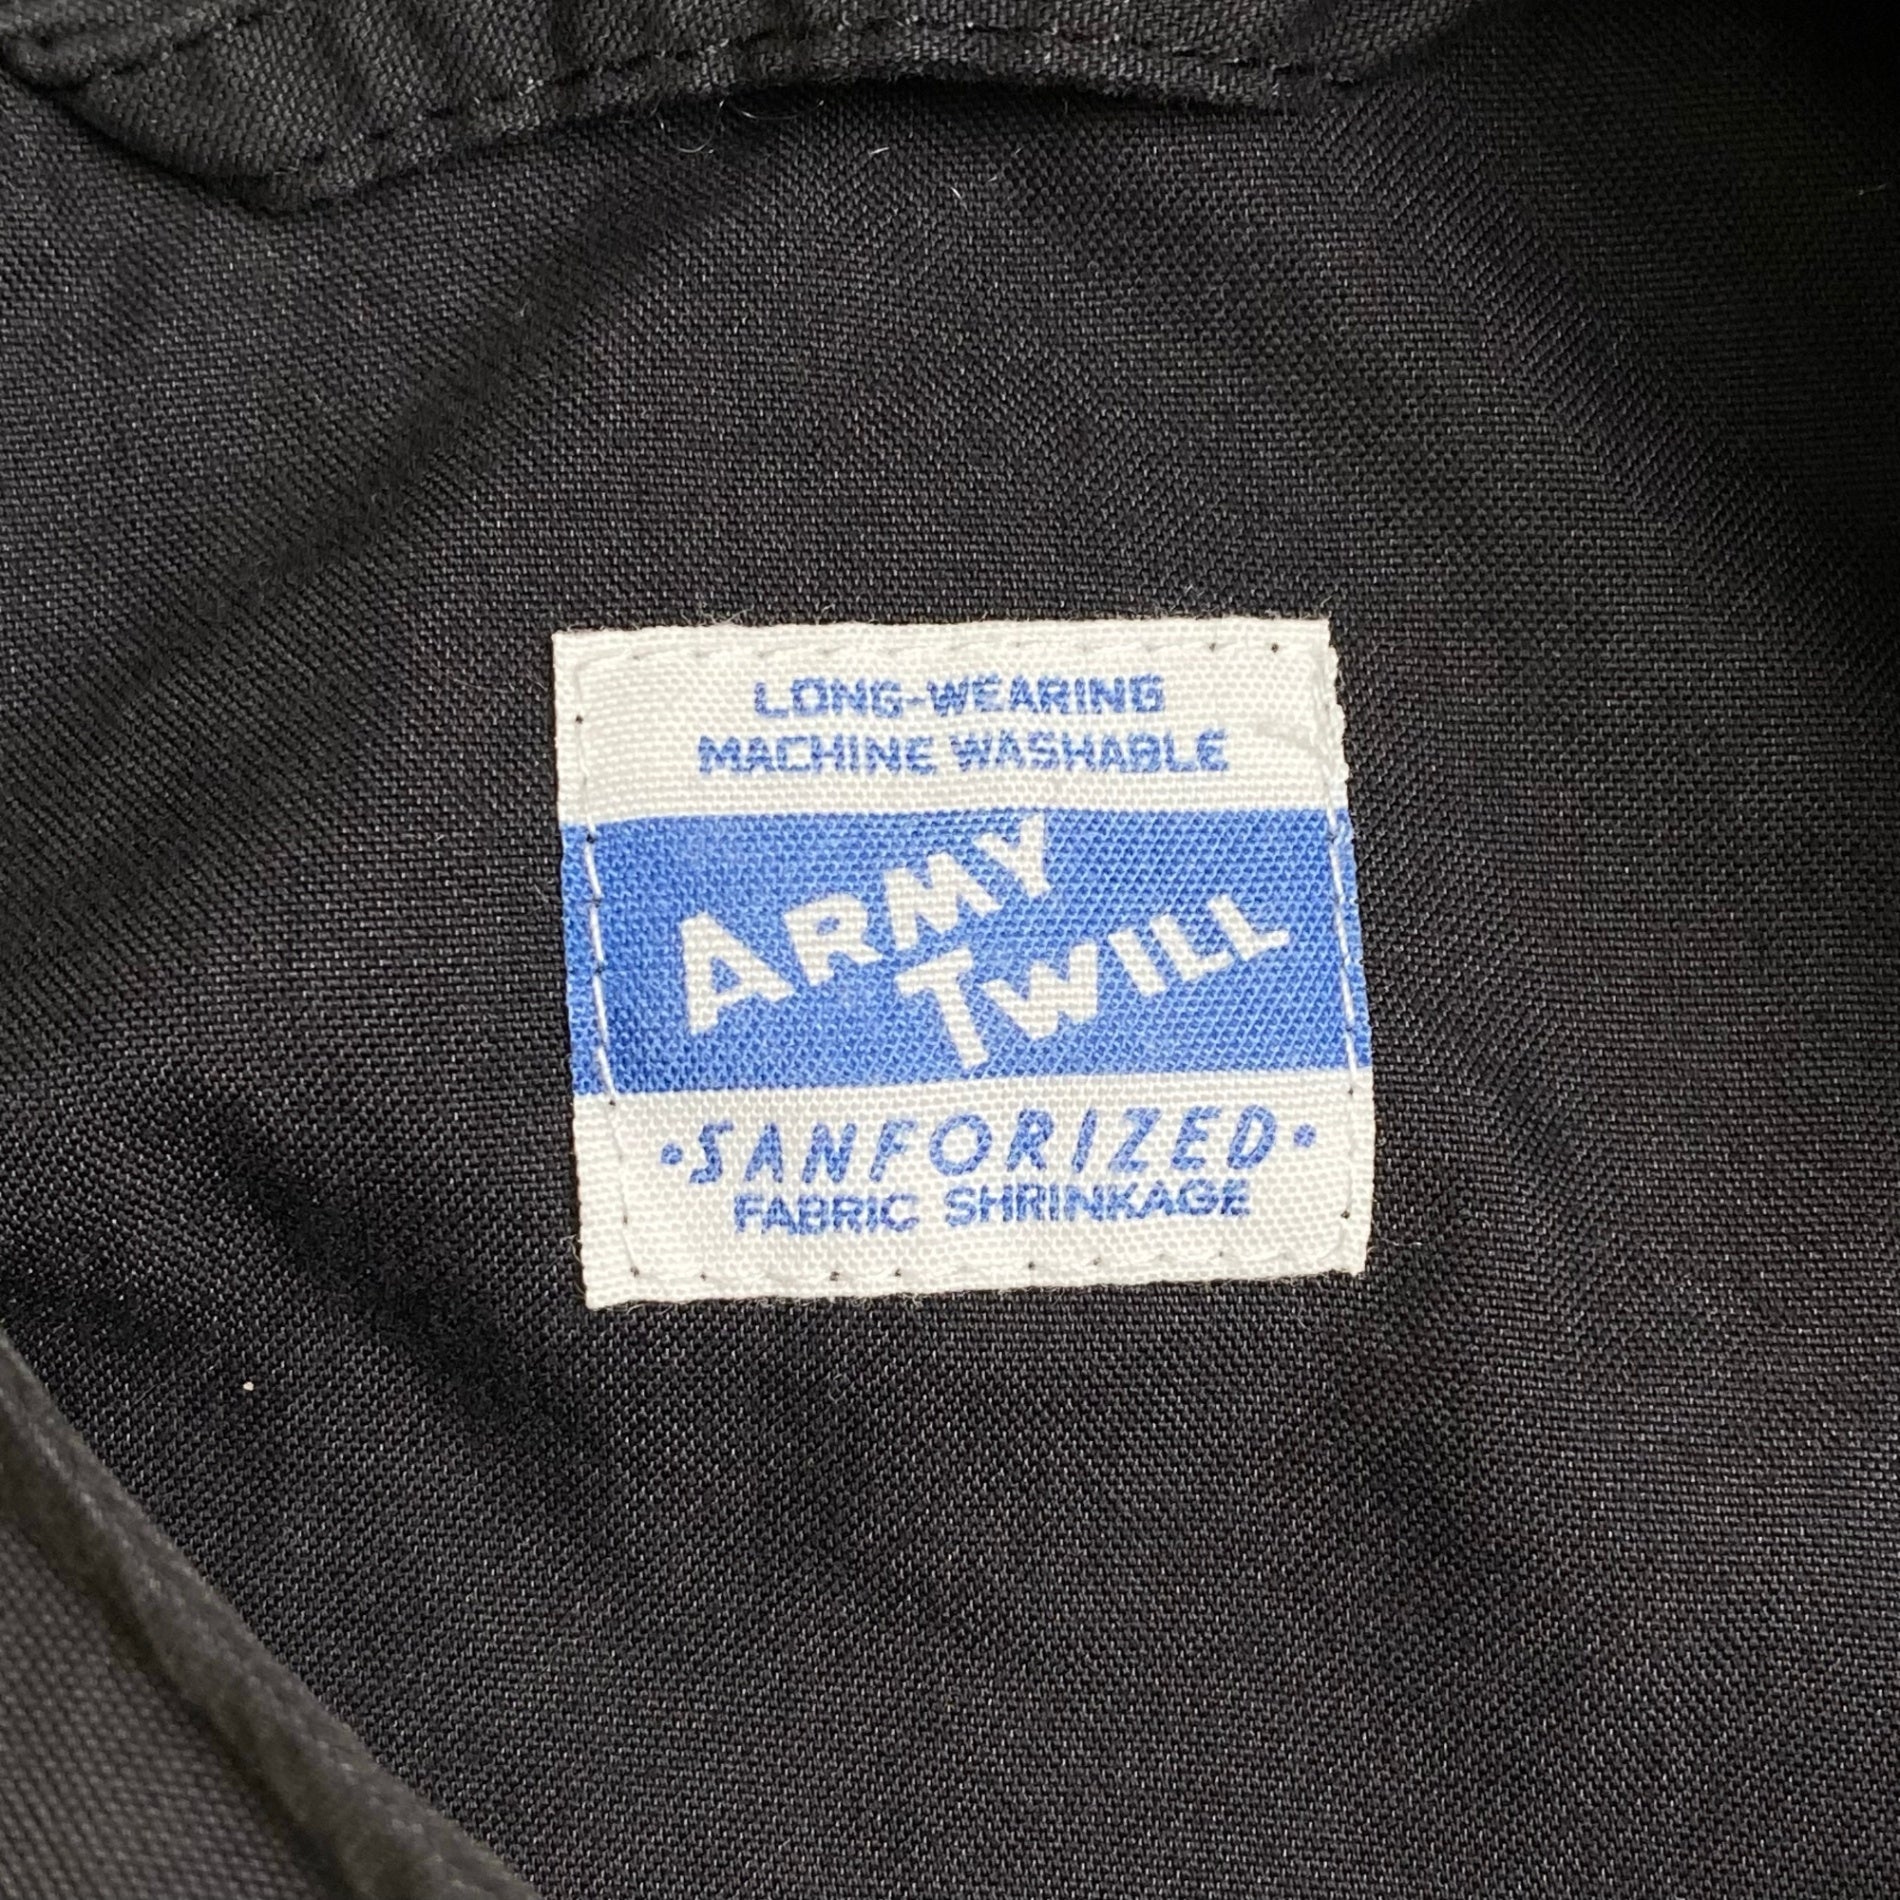 LONG-WEARING
MACHINE WASHABLE
ARMY
TWILL
•SANFORIZED•
FABRIC SHRINKAGE